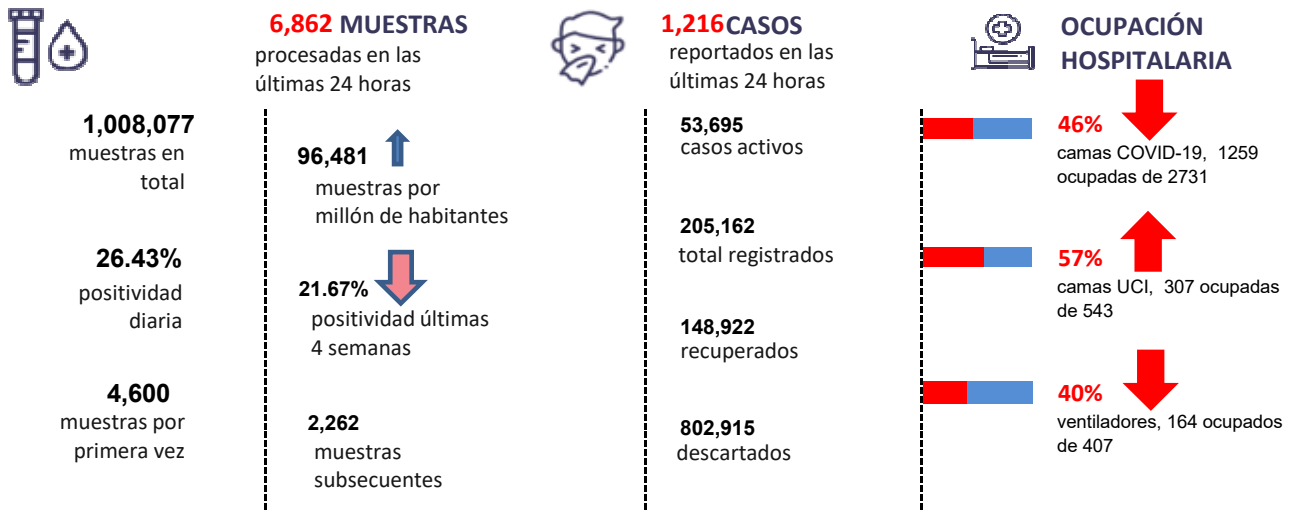 6,862 MUESTRAS
procesadas en las
últimas 24 horas
1,008,077
muestras en
total
26.43%
positividad
diaria
4,600
muestras por
primera vez
96,481
muestras por
millón de habitantes
21.67%
positividad últimas
4 semanas
2,262
muestras
subsecuentes
1,216 CASOS
reportados en las
últimas 24 horas
53,695
casos activos
205,162
total registrados
148,922
recuperados
802,915
descartados
OCUPACIÓN
HOSPITALARIA
46%
camas COVID-19, 1259
ocupadas de 2731
57%
camas UCI, 307 ocupadas
de 543
40%
ventiladores, 164 ocupados
de 407